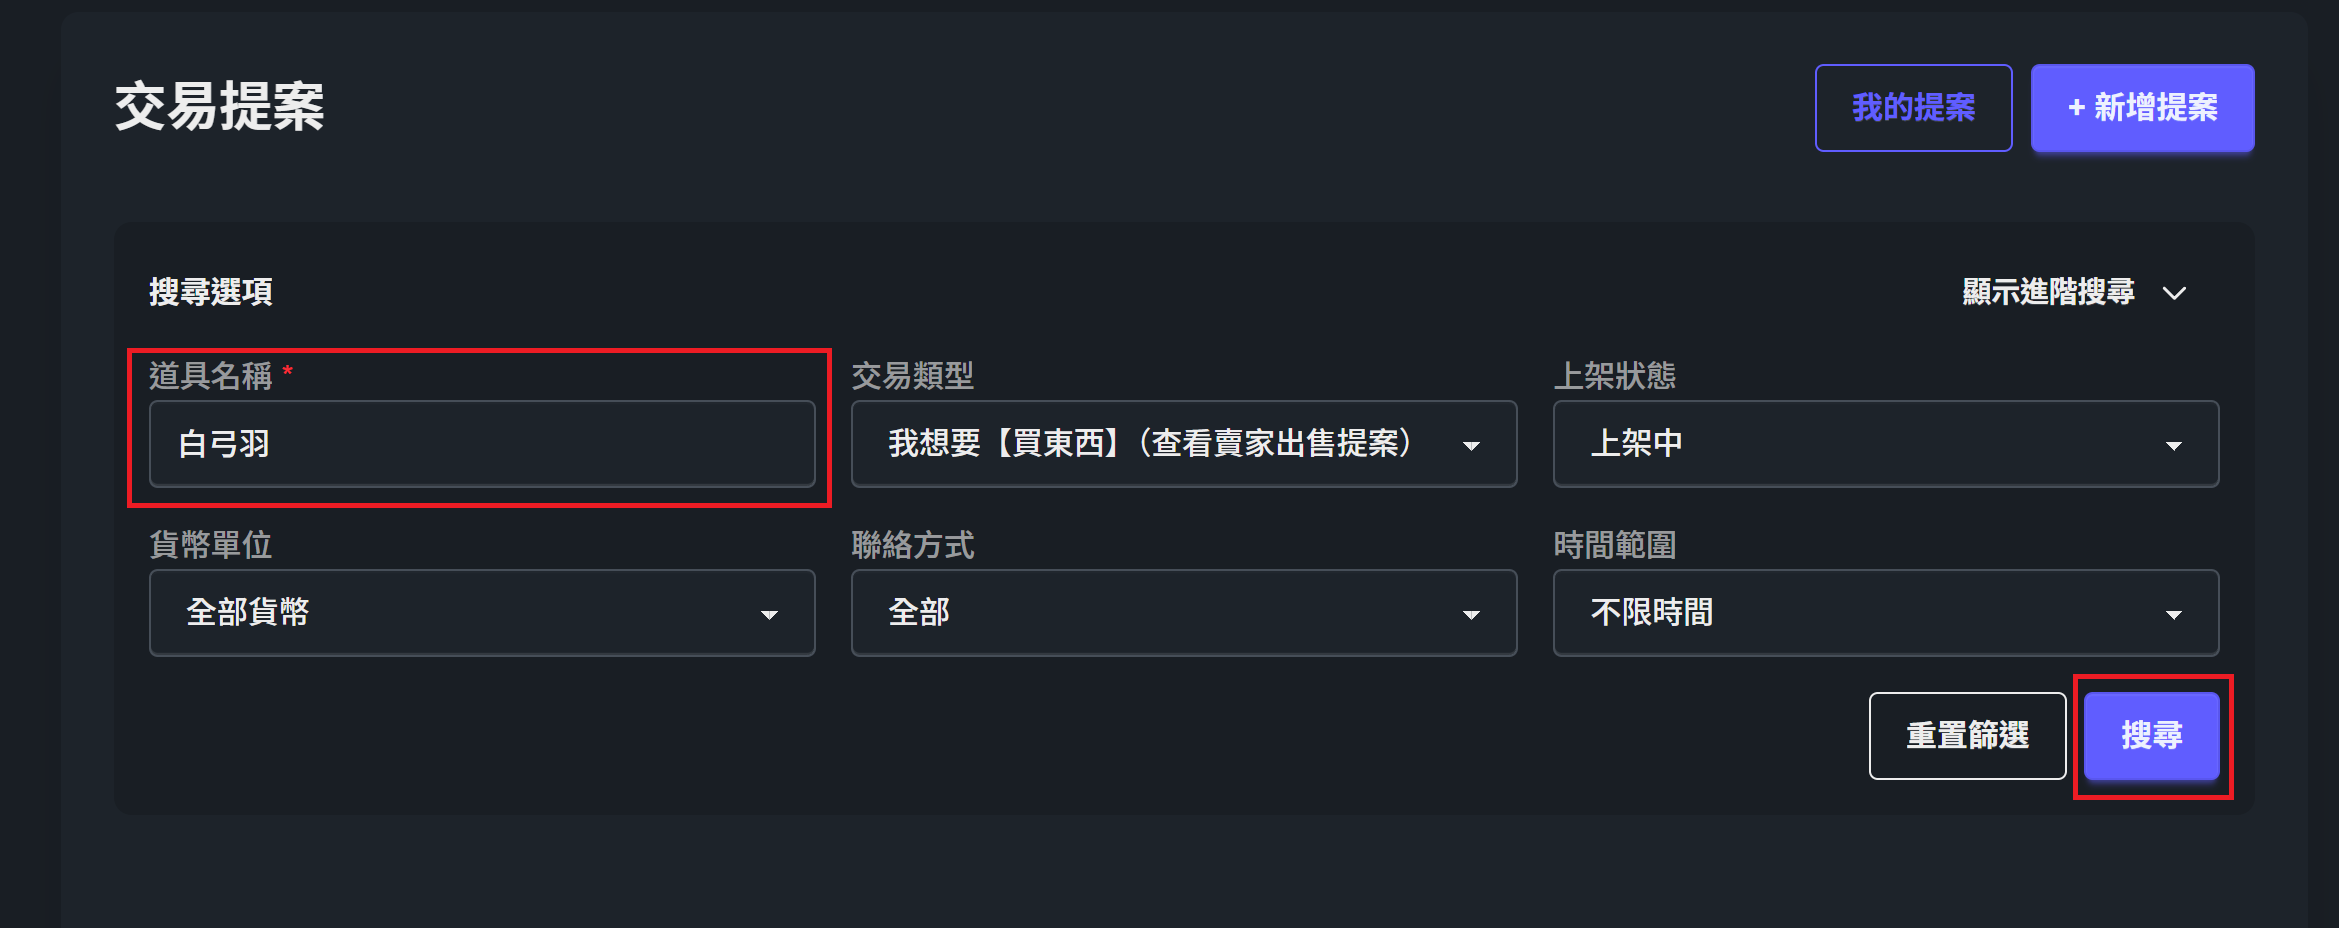 交易提案
我的提案
+ 新增提案
搜尋選項
顯示進階搜尋
道具名稱 *
交易類型
上架狀態
白弓羽
我想要【買東西】（查看賣家出售提案）
上架中
貨幣單位
聯絡方式
時間範圍
全部貨幣
全部
不限時間
重置篩選
搜尋